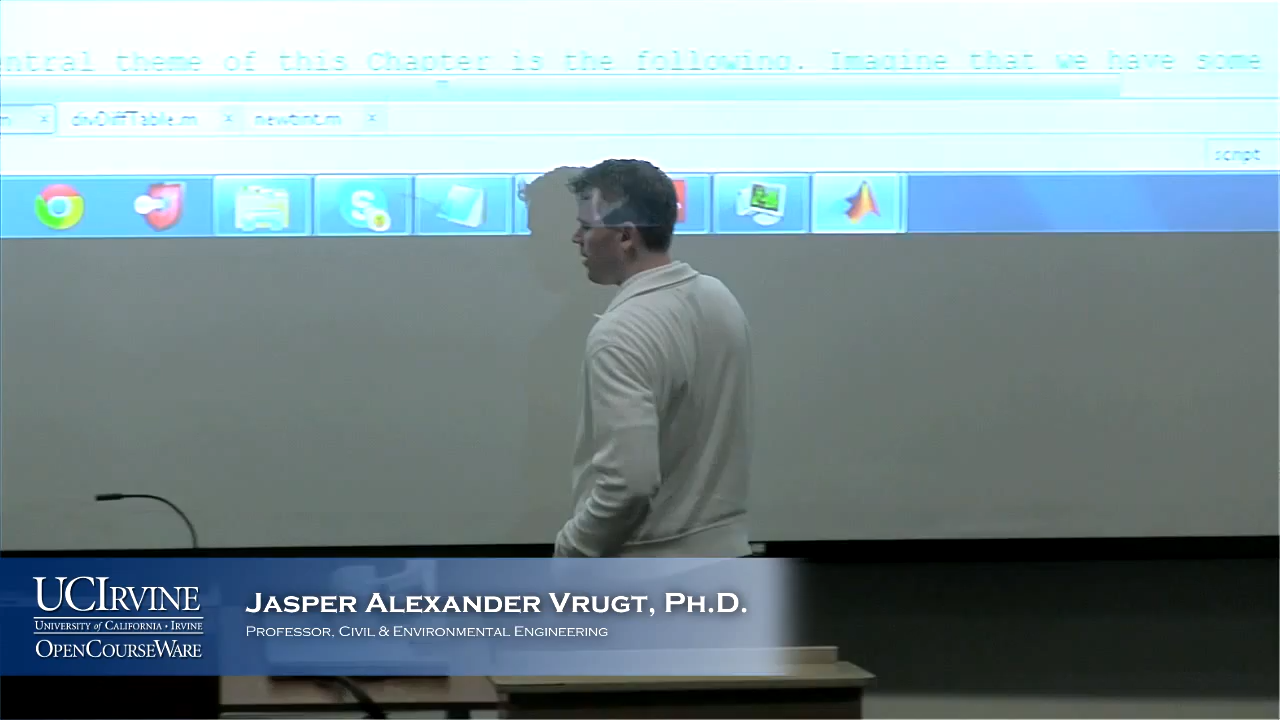 ntral theme of this Chapter is the following. Imagine that we have some
divDiffTable.m × newtint.m ×
script
UCIRVINE
UNIVERSITY OF CALIFORNIA • IRVINE
OPENCOURSEWARE
JASPER ALEXANDER VRUGT, PH.D.
PROFESSOR, CIVIL & ENVIRONMENTAL ENGINEERING